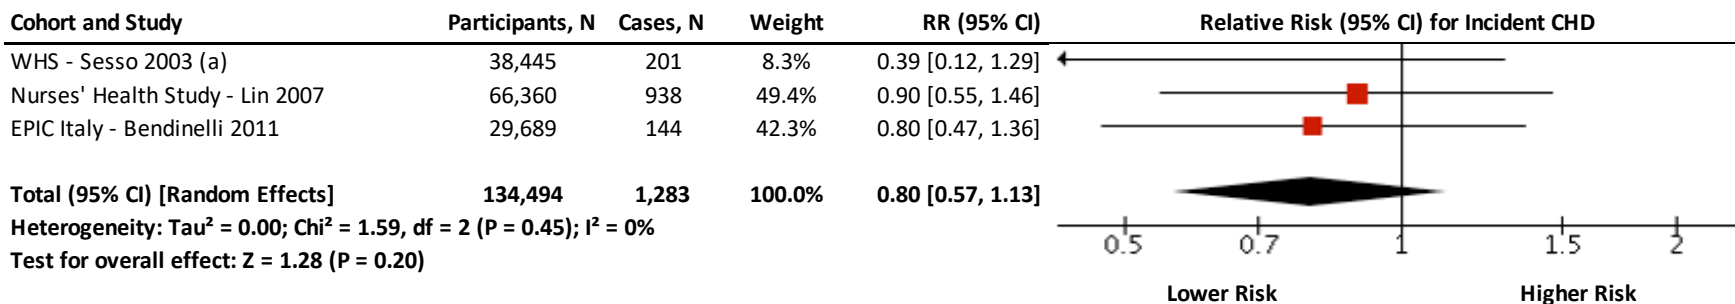 Cohort and Study Participants, N Cases, N Weight RR (95% CI) Relative Risk (95% CI) for Incident CHD
WHS - Sesso 2003 (a) 38,445 201 8.3% 0.39 [0.12, 1.29]
Nurses' Health Study - Lin 2007 66,360 938 49.4% 0.90 [0.55, 1.46]
EPIC Italy - Bendinelli 2011 29,689 144 42.3% 0.80 [0.47, 1.36]
Total (95% CI) [Random Effects] 134,494 1,283 100.0% 0.80 [0.57, 1.13]
Heterogeneity: Tau² = 0.00; Chi² = 1.59, df = 2 (P = 0.45); I² = 0%
Test for overall effect: Z = 1.28 (P = 0.20)
0.5 0.7 1 1.5 2
Lower Risk Higher Risk